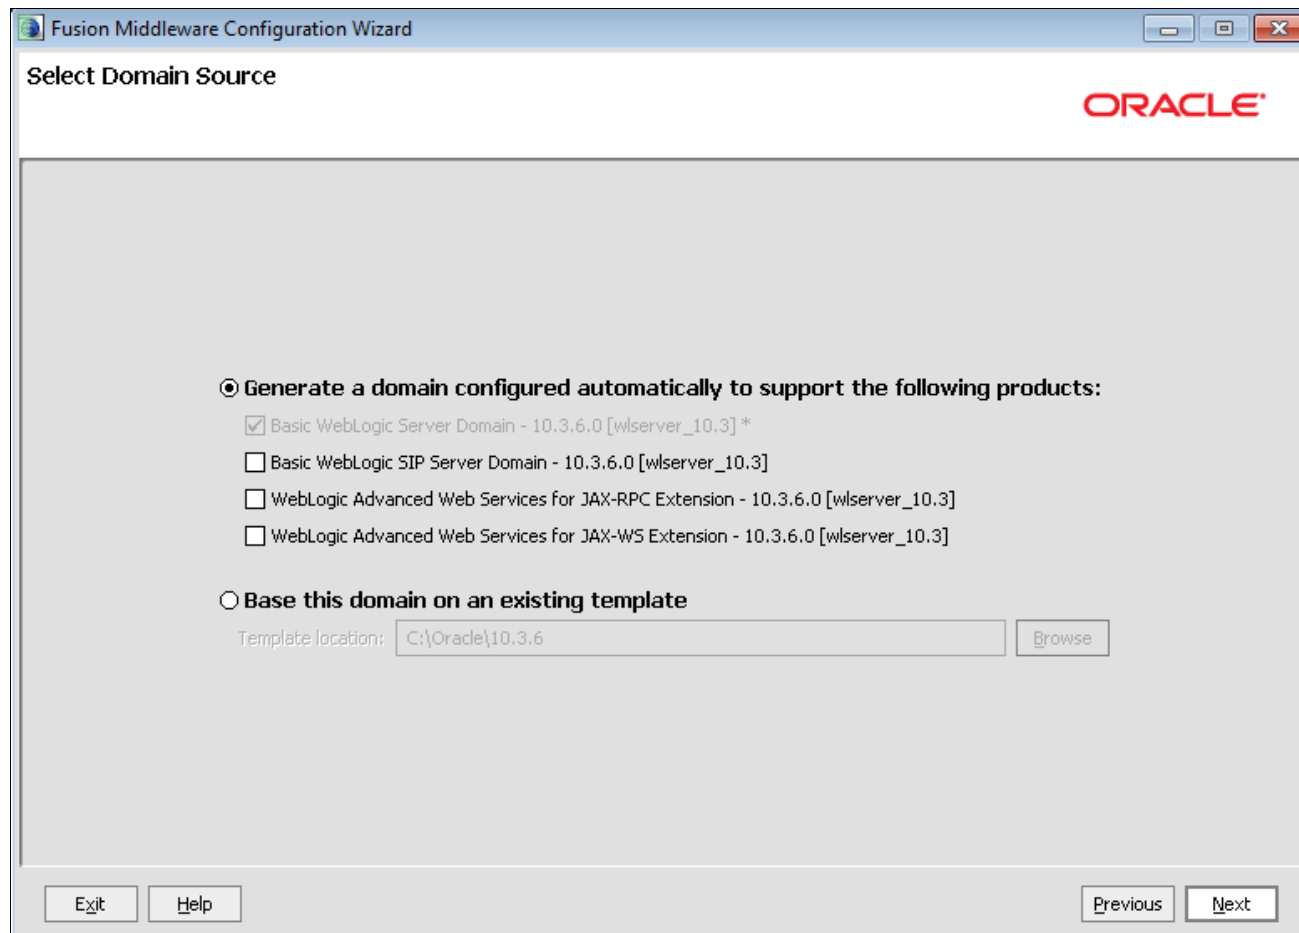 Fusion Middleware Configuration Wizard
Select Domain Source
ORACLE
Generate a domain configured automatically to support the following products:
Basic WebLogic Server Domain - 10.3.6.0 [wlserver_10.3] *
Basic WebLogic SIP Server Domain - 10.3.6.0 [wlserver_10.3]
WebLogic Advanced Web Services for JAX-RPC Extension - 10.3.6.0 [wlserver_10.3]
WebLogic Advanced Web Services for JAX-WS Extension - 10.3.6.0 [wlserver_10.3]
Base this domain on an existing template
Template location: C:\Oracle\10.3.6 Browse
Exit Help Previous Next